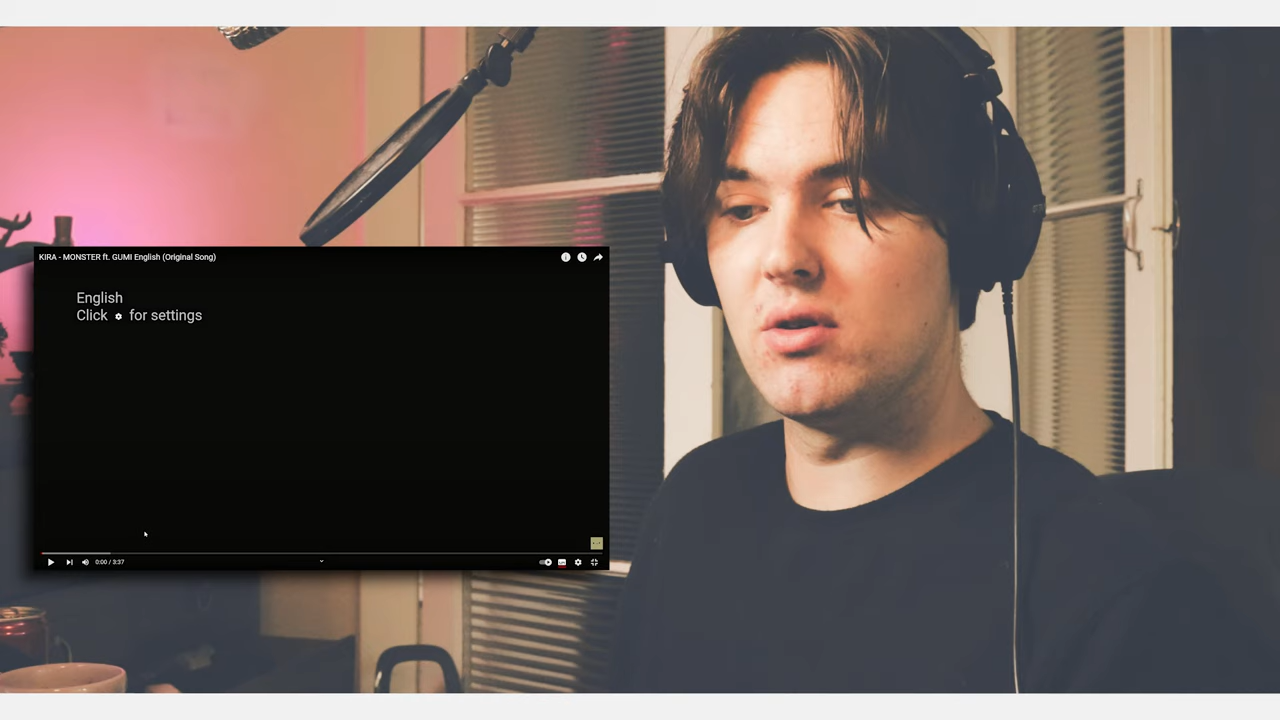 KIRA - MONSTER ft. GUMI English (Original Song)
English
Click for settings
0:00 / 3:37